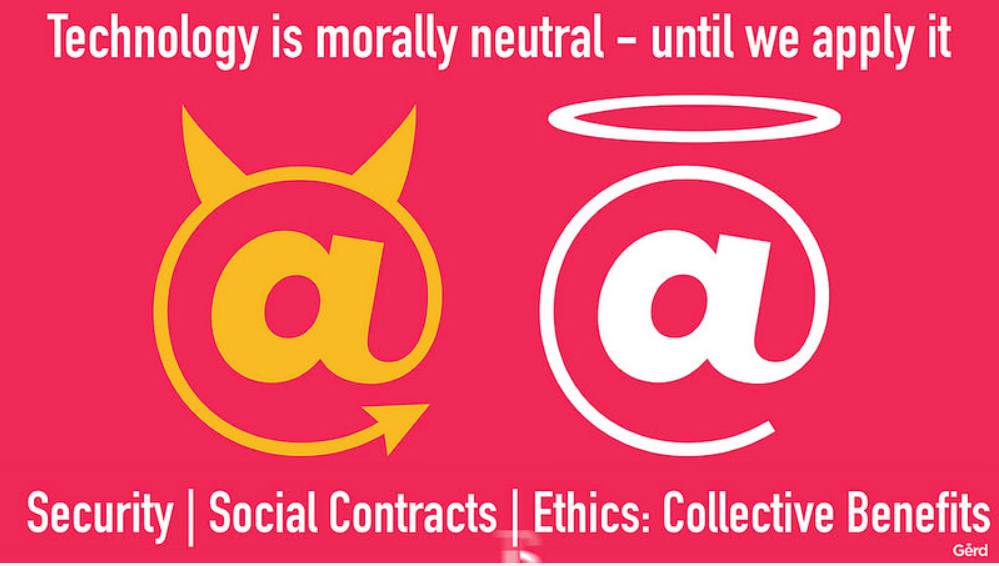 Technology is morally neutral – until we apply it
@ @
Security | Social Contracts | Ethics: Collective Benefits
Gerd